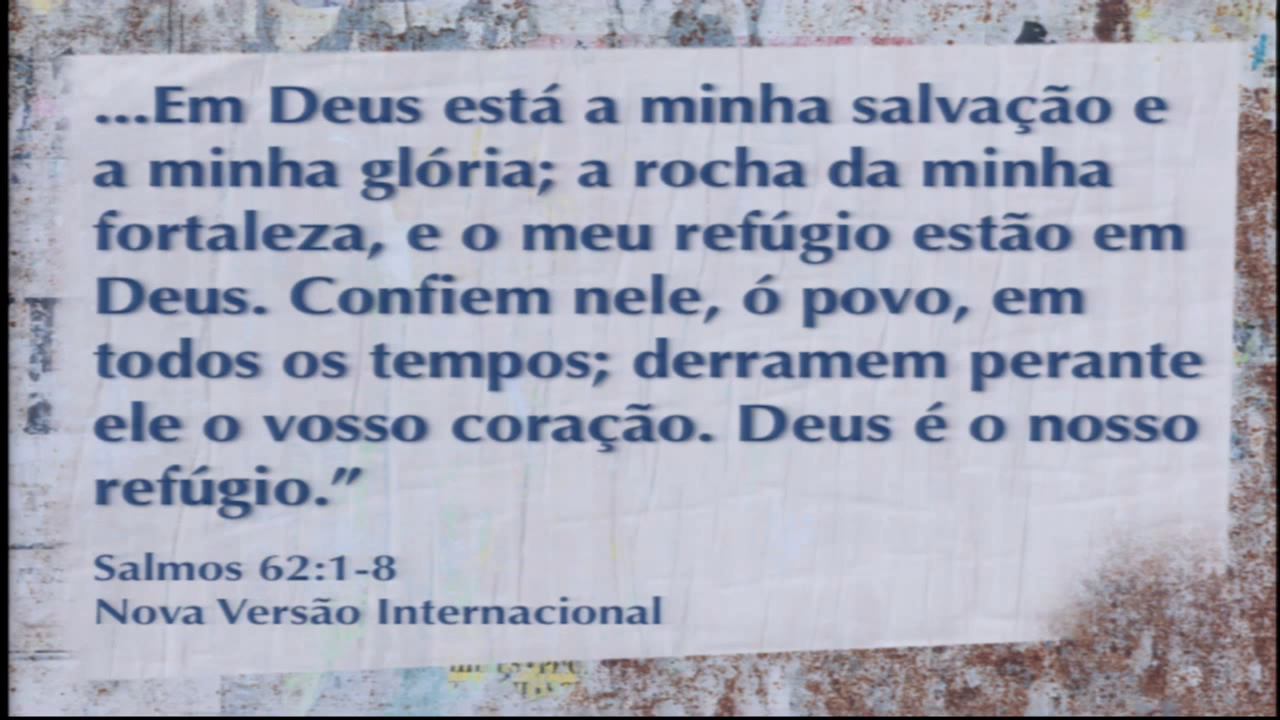 ...Em Deus está a minha salvação e
a minha glória; a rocha da minha
fortaleza, e o meu refúgio estão em
Deus. Confiem nele, ó povo, em
todos os tempos; derramem perante
ele o vosso coração. Deus é o nosso
refúgio.”
Salmos 62:1-8
Nova Versão Internacional